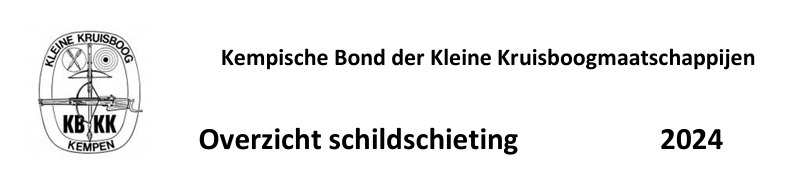 KLEINE KRUISBOOG
KB KK
KEMPEN
Kempische Bond der Kleine Kruisboogmaatschappijen
Overzicht schildschieting 2024